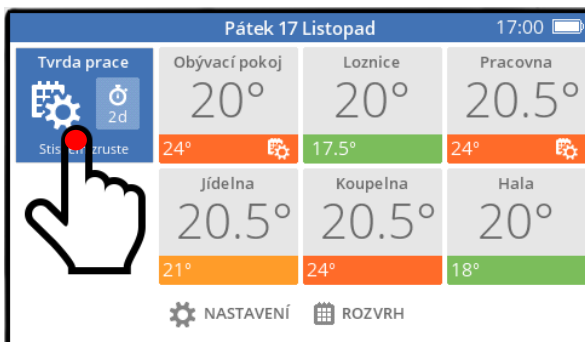 Pátek 17 Listopad 17:00
Tvrda prace
2d
zruste
Obývací pokoj
20°
24°
Loznice
20°
17.5°
Pracovna
20.5°
24°
Jídelna
20.5°
21°
Koupelna
20.5°
24°
Hala
20°
18°
NASTAVENÍ
ROZVRH